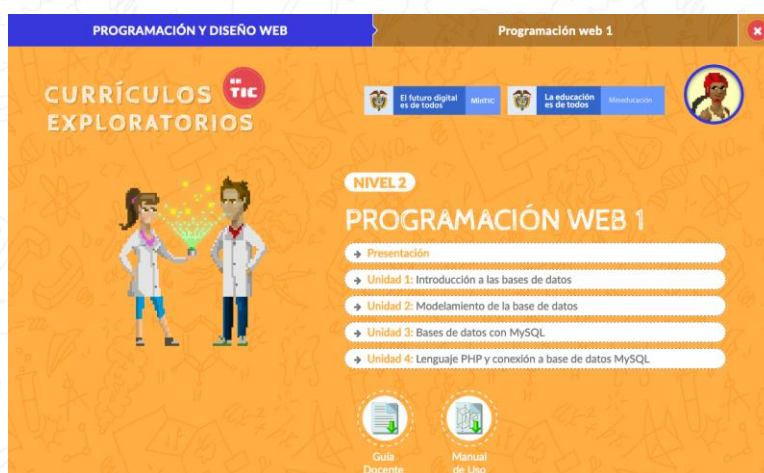 PROGRAMACIÓN Y DISEÑO WEB
Programación web 1
CURRÍCULOS EN TIC
EXPLORATORIOS
El futuro digital
es de todos
MinTIC
La educación
es de todos
Mineducación
NIVEL 2
PROGRAMACIÓN WEB 1
Presentación
Unidad 1: Introducción a las bases de datos
Unidad 2: Modelamiento de la base de datos
Unidad 3: Bases de datos con MySQL
Unidad 4: Lenguaje PHP y conexión a base de datos MySQL
Guía
Docente
Manual
de Uso